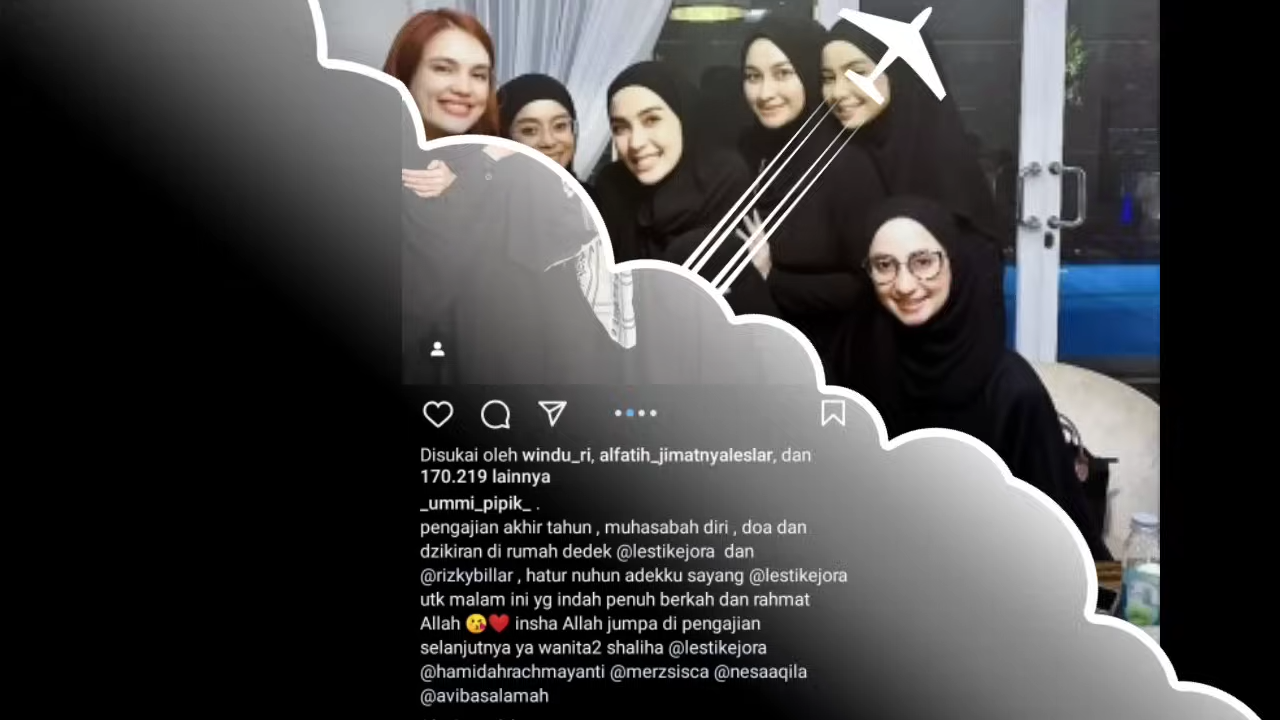 Disukai oleh windu_ri, alfatih_jimatnyaleslar, dan
170.219 lainnya
_ummi_pipik_ .
pengajian akhir tahun , muhasabah diri , doa dan
dzikiran di rumah dedek @lestikejora dan
@rizkybillar , hatur nuhun adekku sayang @lestikejora
utk malam ini yg indah penuh berkah dan rahmat
Allah 😘❤️ insha Allah jumpa di pengajian
selanjutnya ya wanita2 shaliha @lestikejora
@hamidahrachmayanti @merzsisca @nesaaqila
@avibasalamah